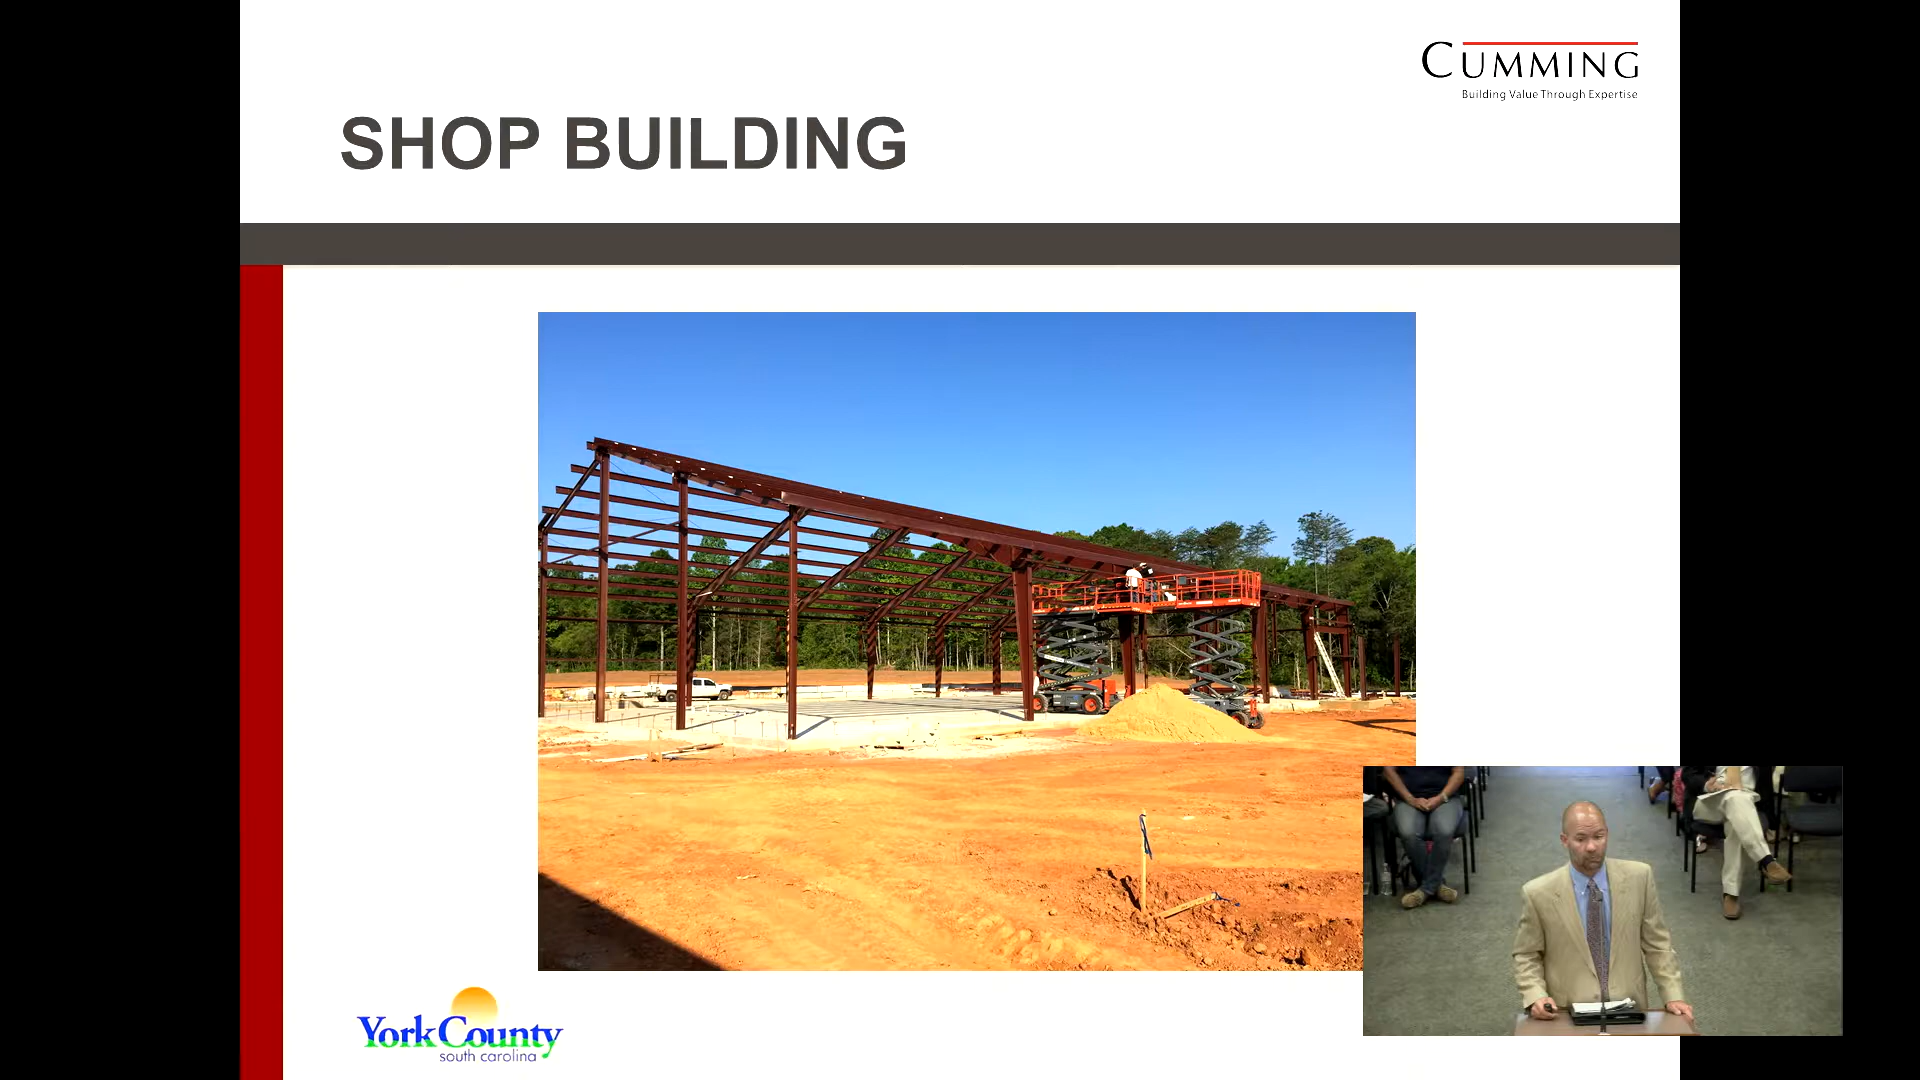 CUMMING
Building Value Through Expertise
SHOP BUILDING
York County
south carolina